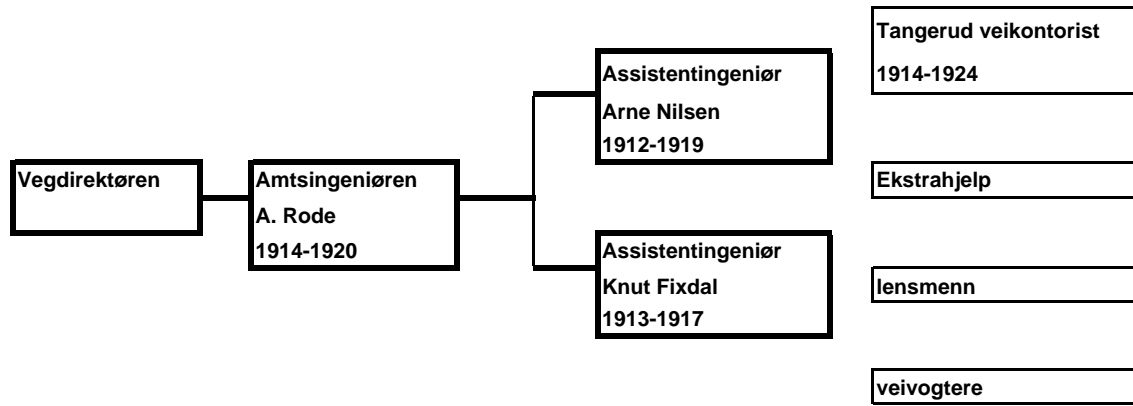 Vegdirektøren
Amtsingeniøren
A. Rode
1914-1920
Assistentingeniør
Arne Nilsen
1912-1919
Assistentingeniør
Knut Fixdal
1913-1917
Tangerud veikontorist
1914-1924
Ekstrahjelp
lensmenn
veivogtere